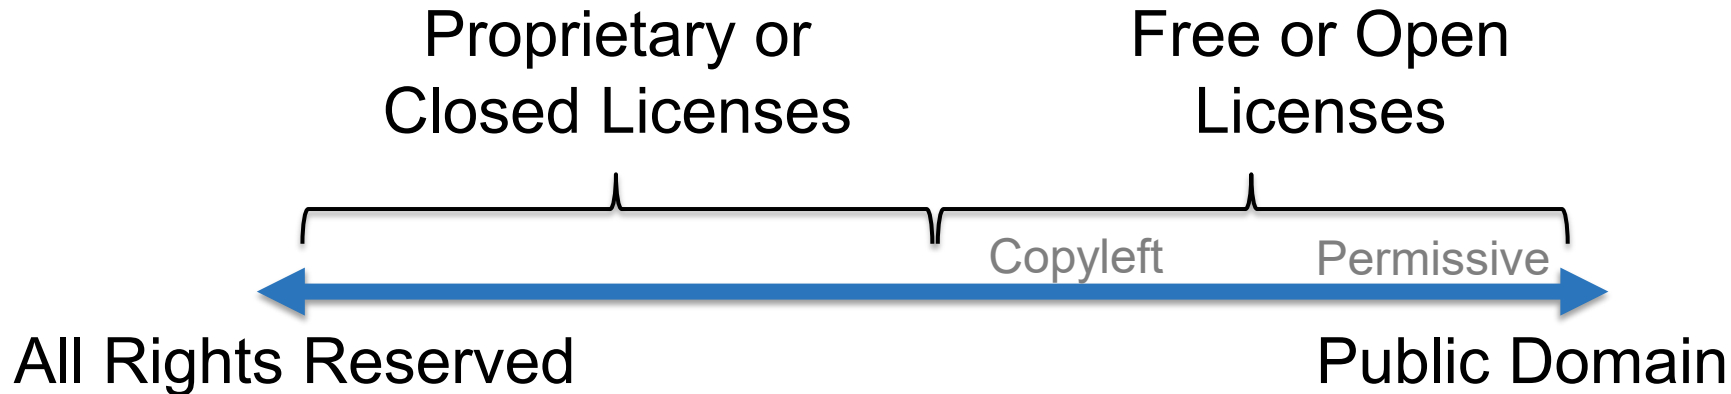 Proprietary or
Closed Licenses
Free or Open
Licenses
Copyleft
Permissive
All Rights Reserved
Public Domain